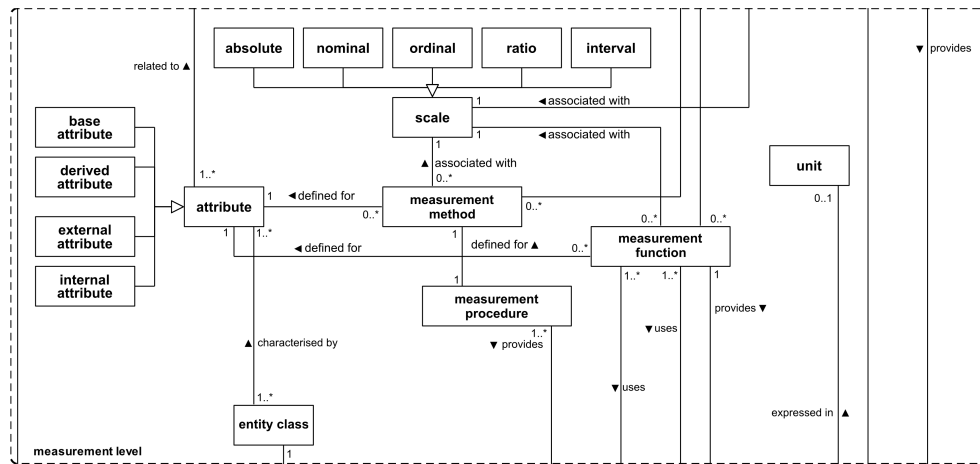 absolute
nominal
ordinal
ratio
interval
▼ provides
related to ▲
1
◄ associated with
scale
base
attribute
1
◄ associated with
1
unit
▲ associated with
derived
attribute
1..*
0..*
0..1
attribute
1
◄ defined for
measurement
method
0..*
0..*
external
attribute
1
1..*
1
0..*
0..*
◄ defined for
defined for ▲
0..*
measurement
function
internal
attribute
1
1..*
1..*
1
measurement
procedure
provides ▼
1..*
▼ uses
▲ characterised by
▼ provides
▼ uses
1..*
expressed in ▲
entity class
measurement level
1